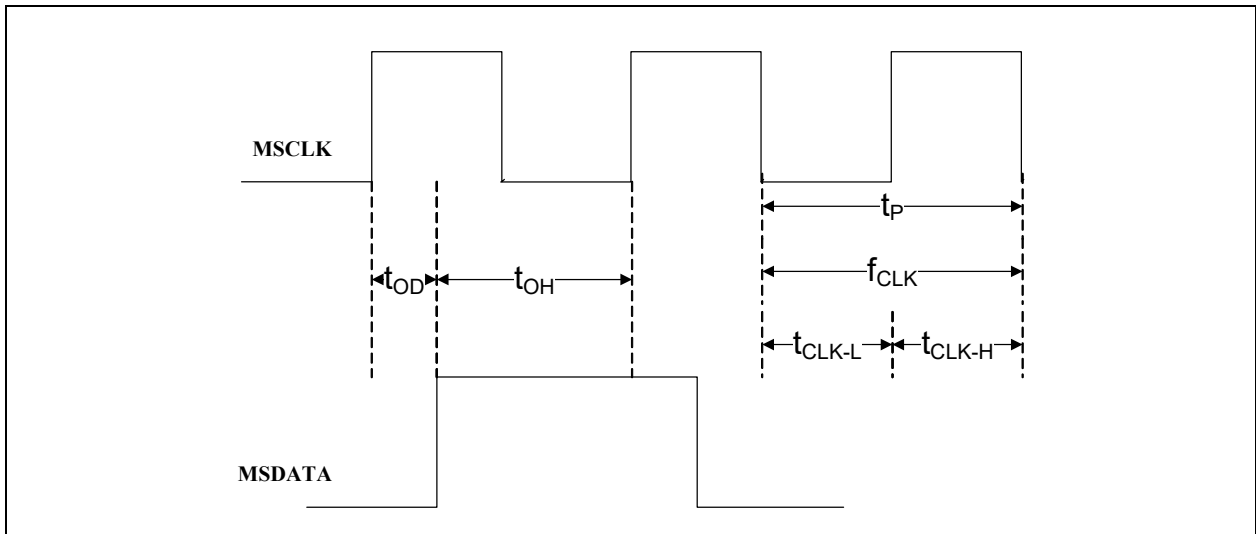 MSCLK
tP
fCLK
tOD
tOH
tCLK-L
tCLK-H
MSDATA